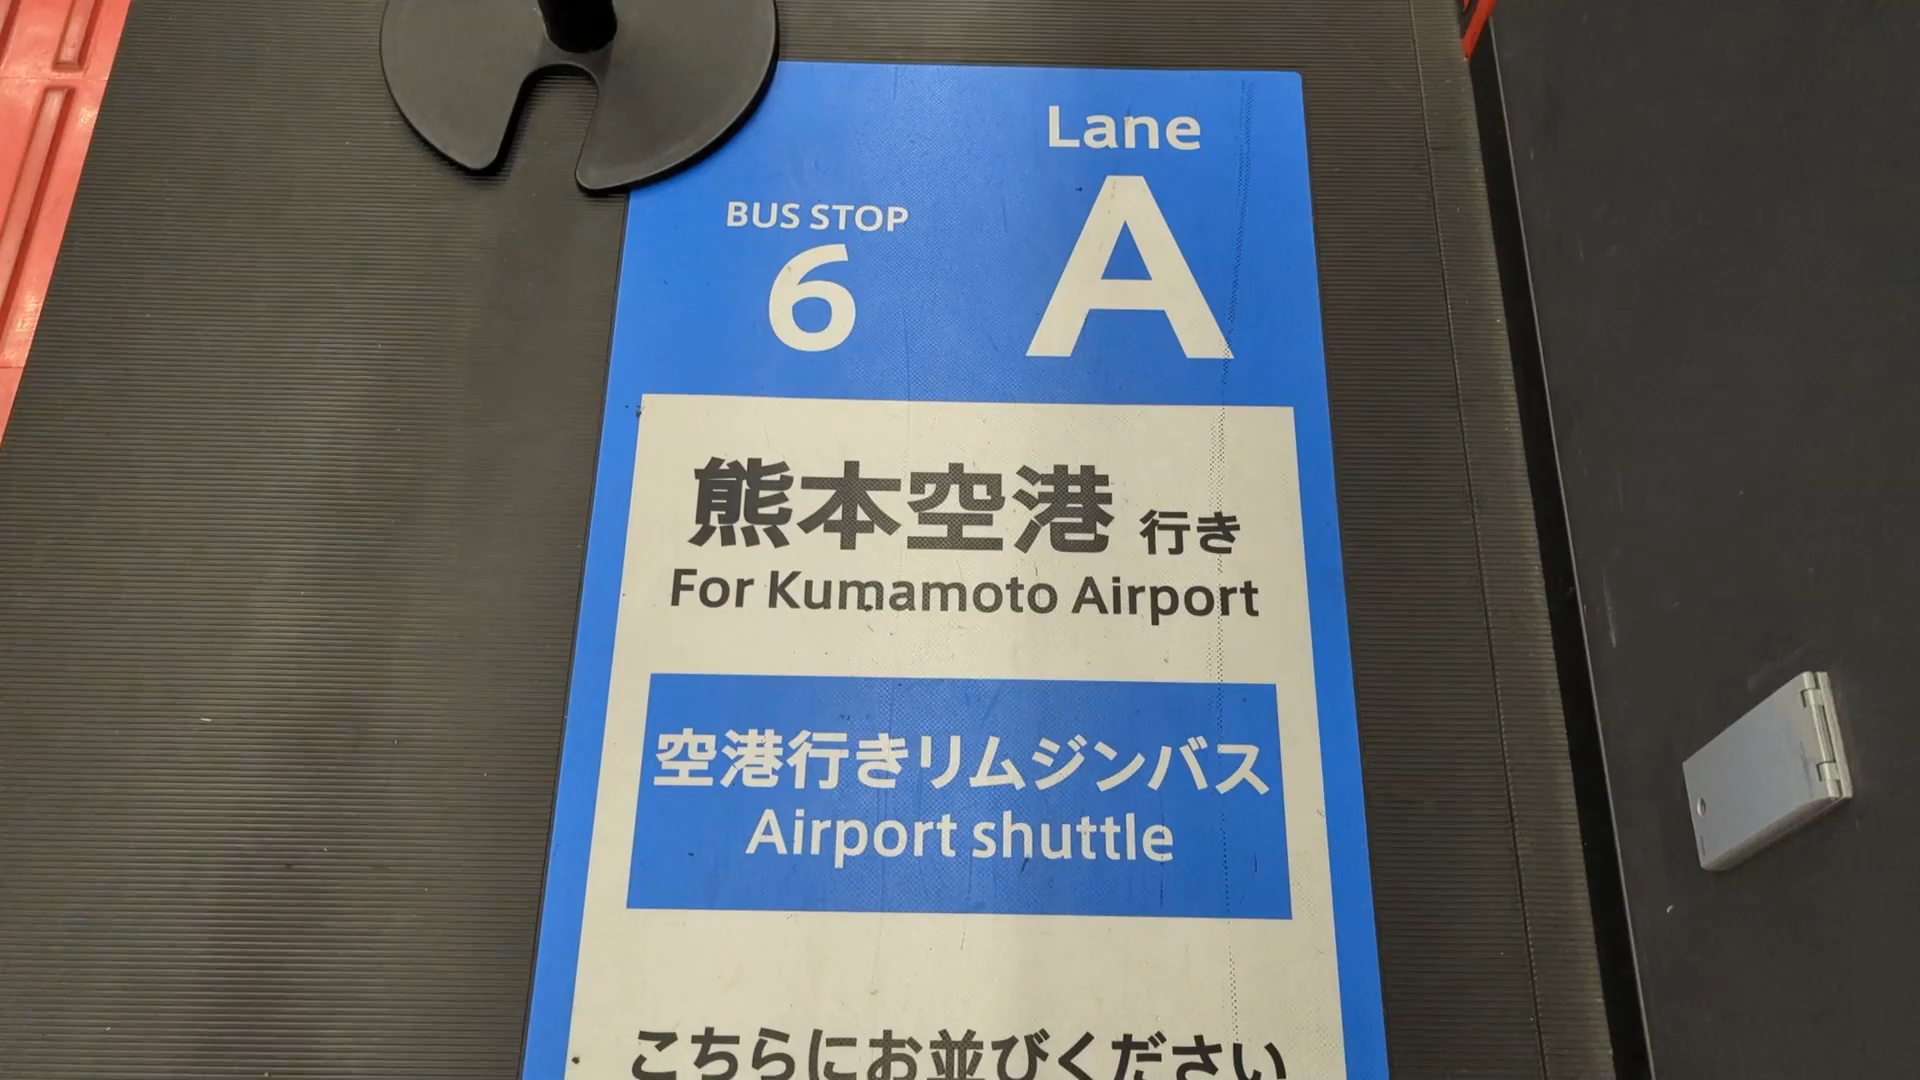 Lane
A
BUS STOP
6
熊本空港 行き
For Kumamoto Airport
空港行きリムジンバス
Airport shuttle
こちらにお並びください